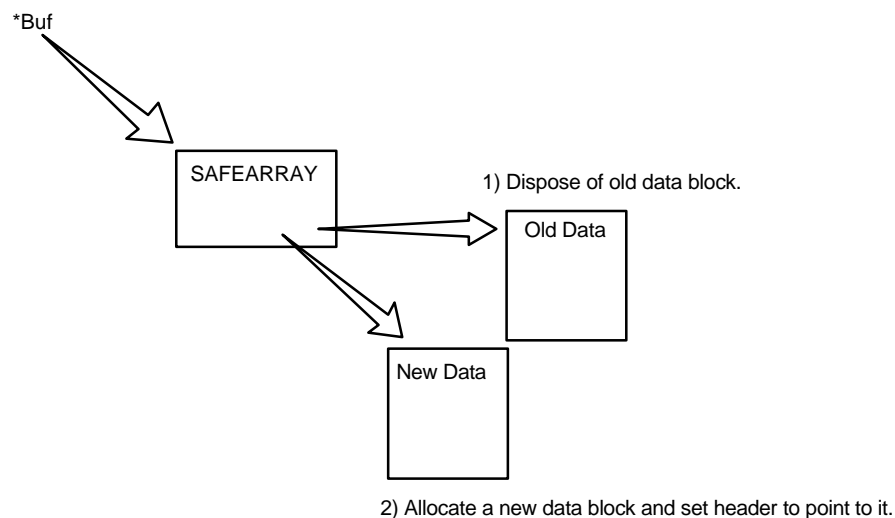 *Buf
SAFEARRAY
1) Dispose of old data block.
Old Data
New Data
2) Allocate a new data block and set header to point to it.